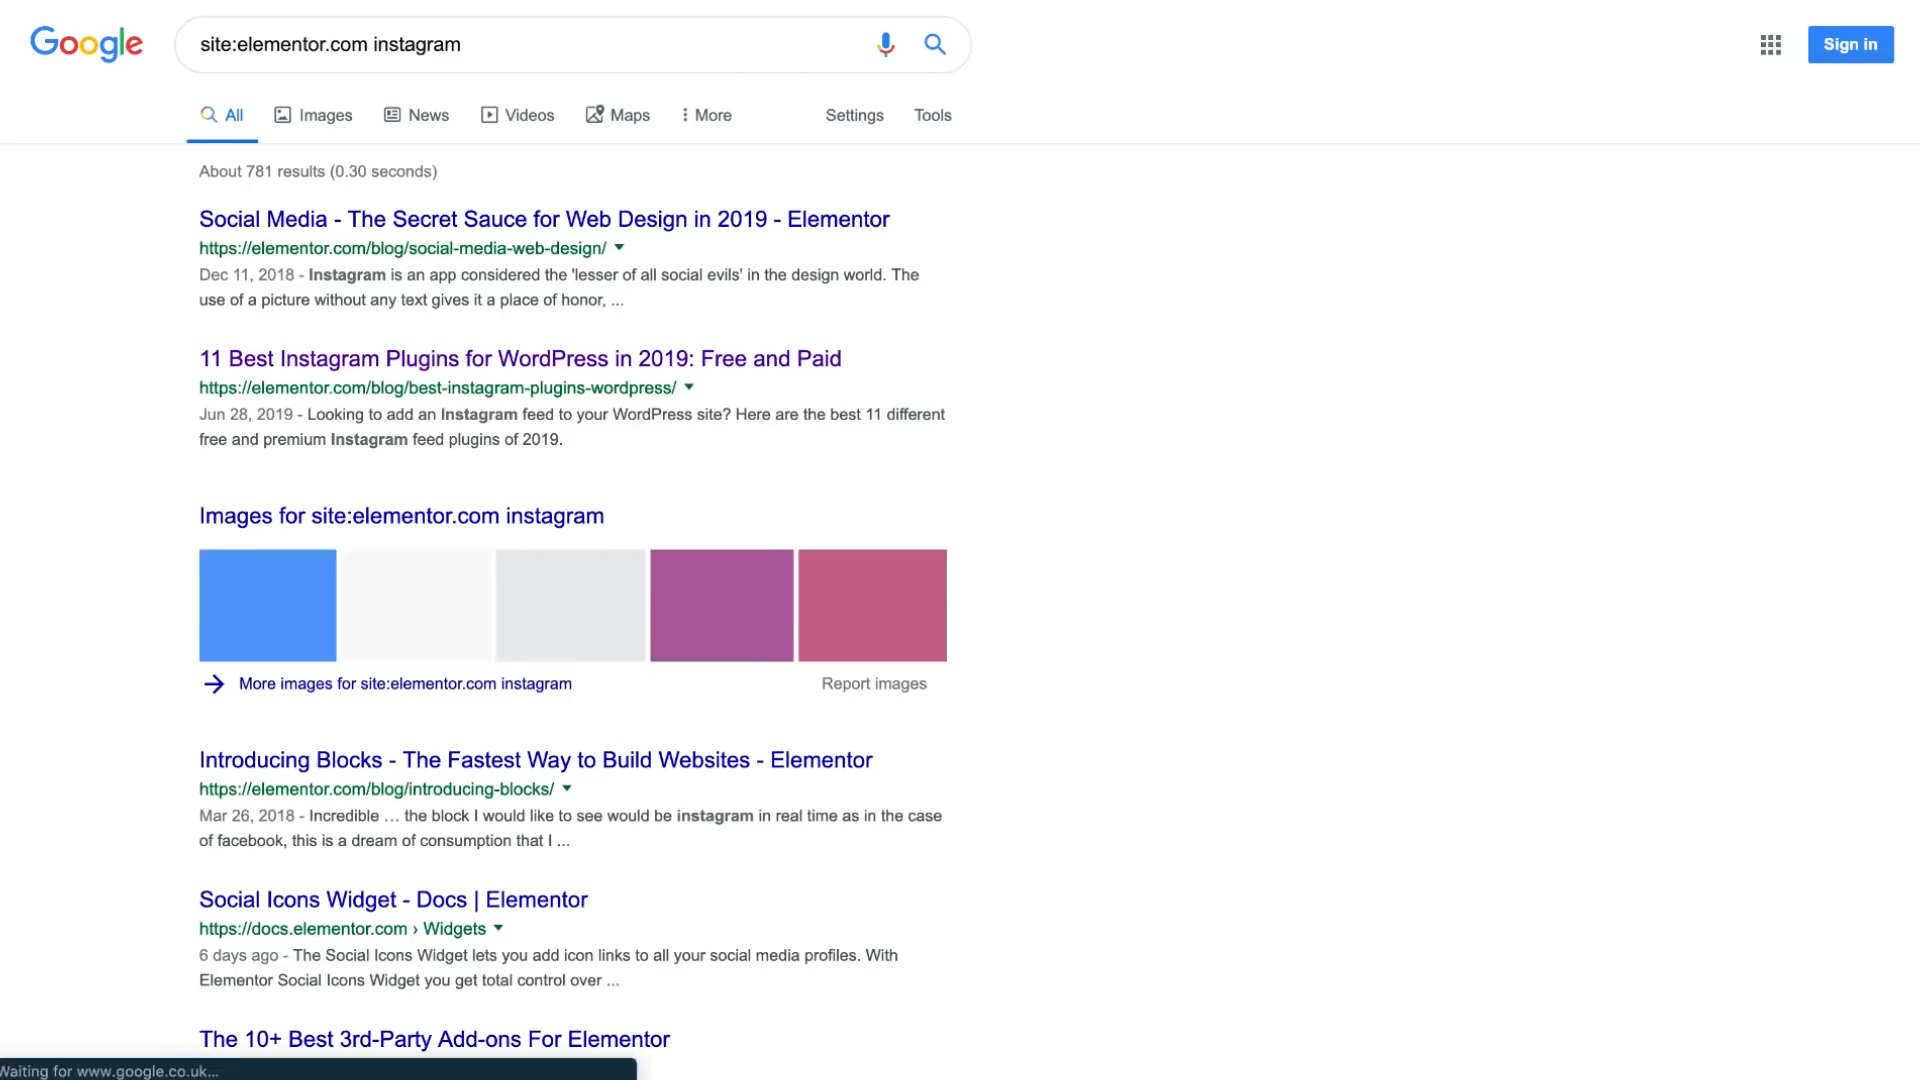 Google
site:elementor.com instagram
Sign in
All
Images
News
Videos
Maps
More
Settings
Tools
About 781 results (0.30 seconds)
Social Media - The Secret Sauce for Web Design in 2019 - Elementor
https://elementor.com/blog/social-media-web-design/
Dec 11, 2018 - Instagram is an app considered the 'lesser of all social evils' in the design world. The
use of a picture without any text gives it a place of honor, ...
11 Best Instagram Plugins for WordPress in 2019: Free and Paid
https://elementor.com/blog/best-instagram-plugins-wordpress/
Jun 28, 2019 - Looking to add an Instagram feed to your WordPress site? Here are the best 11 different
free and premium Instagram feed plugins of 2019.
Images for site:elementor.com instagram
More images for site:elementor.com instagram
Report images
Introducing Blocks - The Fastest Way to Build Websites - Elementor
https://elementor.com/blog/introducing-blocks/
Mar 26, 2018 - Incredible … the block I would like to see would be instagram in real time as in the case
of facebook, this is a dream of consumption that I ...
Social Icons Widget - Docs | Elementor
https://docs.elementor.com › Widgets
6 days ago - The Social Icons Widget lets you add icon links to all your social media profiles. With
Elementor Social Icons Widget you get total control over ...
The 10+ Best 3rd-Party Add-ons For Elementor
Waiting for www.google.co.uk...